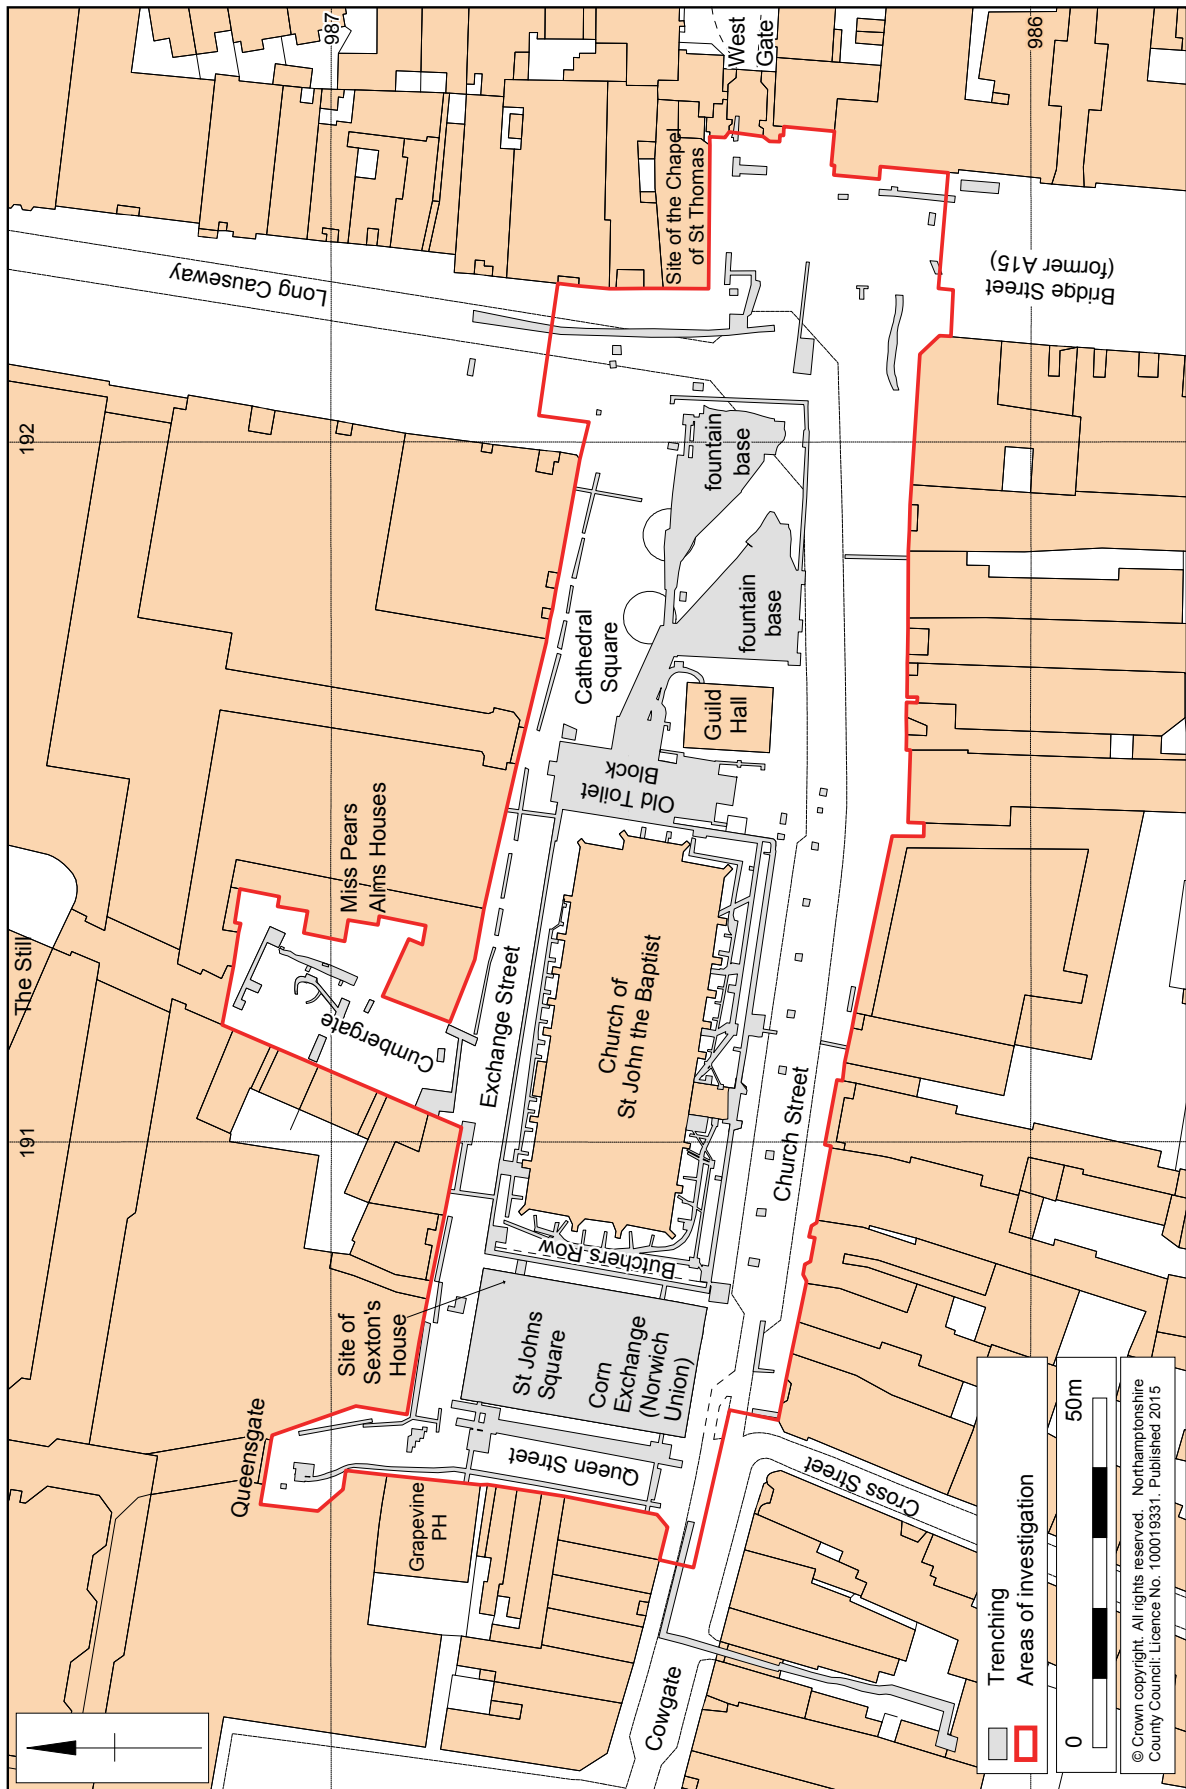 The Still
191
192
987
986
Queensgate
Site of
Sexton's
House
Miss Pears
Alms Houses
Cumbergate
Long Causeway
West
Gate
Site of the Chapel
of St Thomas
Exchange Street
Cathedral
Square
Grapevine
PH
Queen Street
St Johns
Square
Corn
Exchange
(Norwich
Union)
Butchers Row
Church of
St John the Baptist
Old Toilet
Block
Guild
Hall
fountain
base
fountain
base
Church Street
Cowgate
Cross Street
Bridge Street
(former A15)
Trenching
Areas of investigation
0
50m
© Crown copyright. All rights reserved. Northamptonshire
County Council: Licence No. 100019331. Published 2015